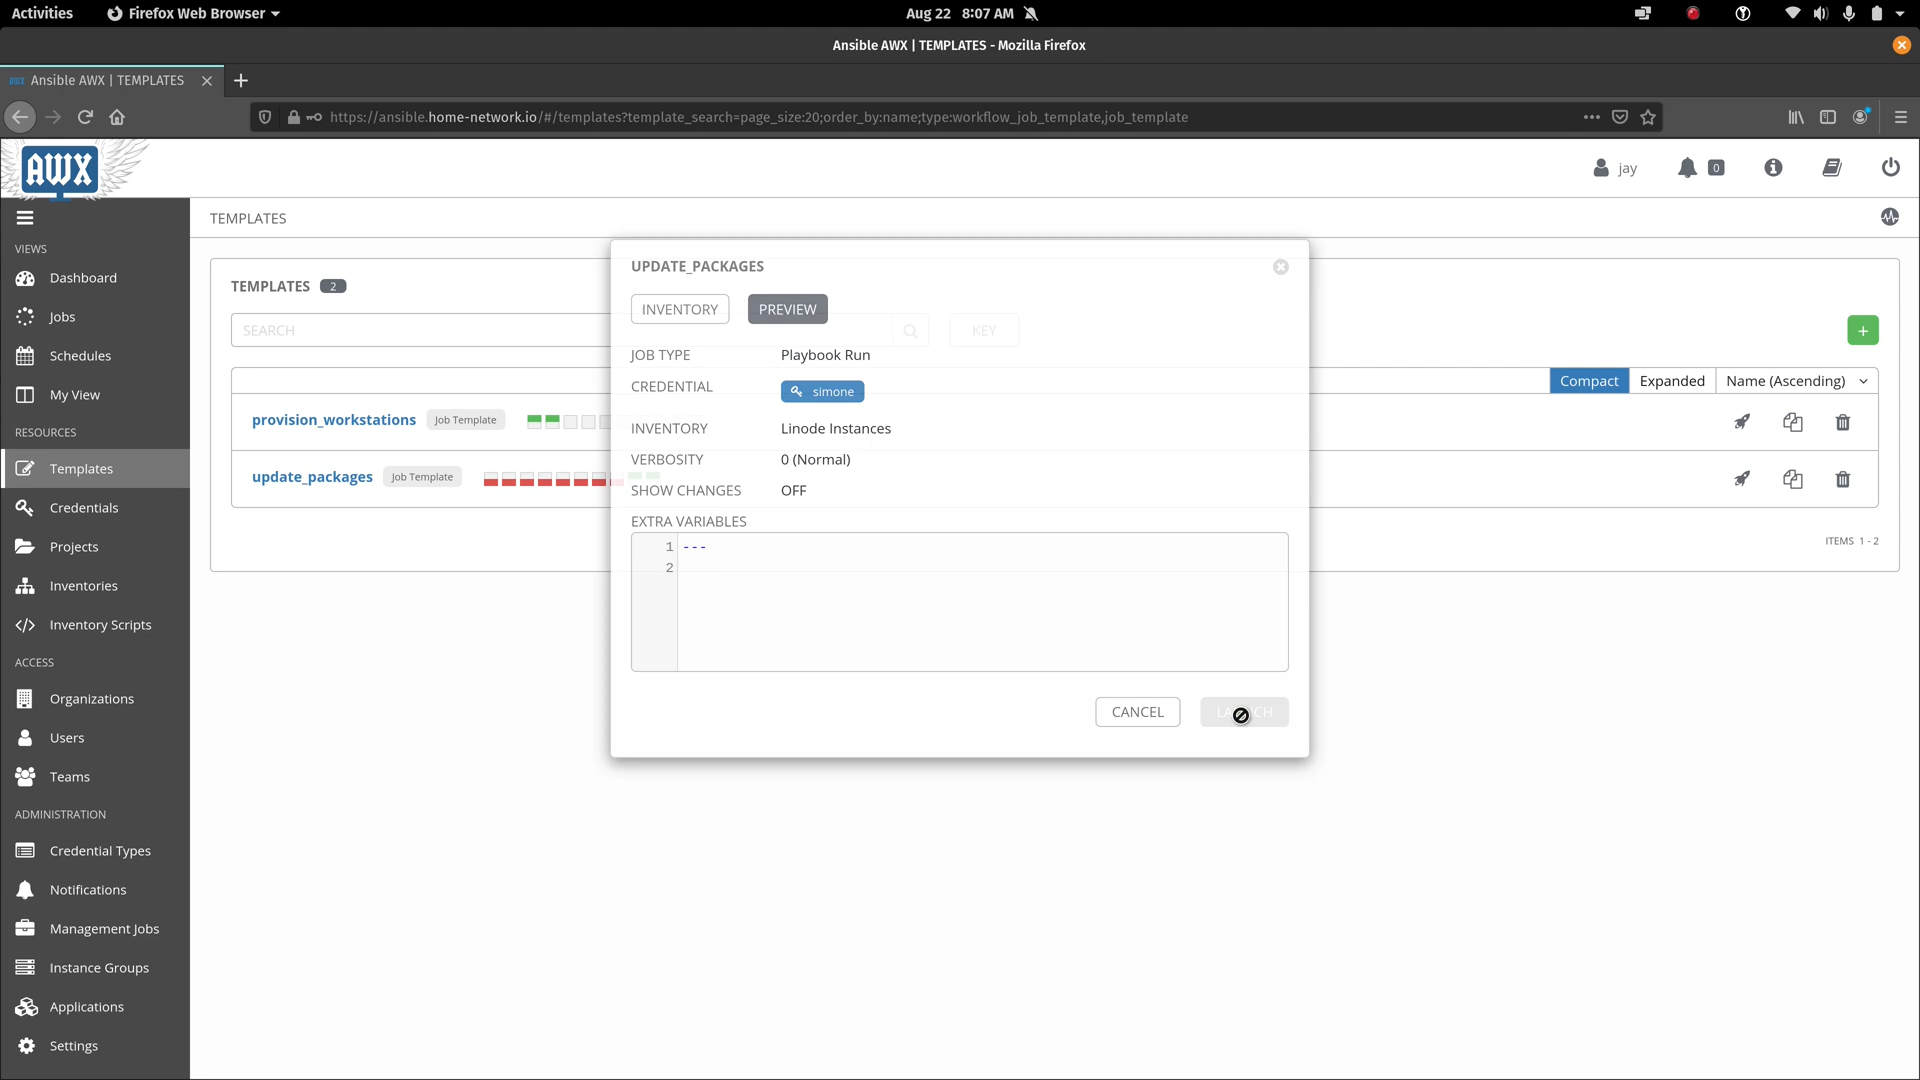 Activities Firefox Web Browser Aug 22 8:07 AM
Ansible AWX | TEMPLATES - Mozilla Firefox
Ansible AWX | TEMPLATES
https://ansible.home-network.io/#/templates?template_search=page_size:20;order_by:name;type:workflow_job_template,job_template
AWX
jay 0
TEMPLATES
VIEWS
Dashboard
Jobs
Schedules
My View
RESOURCES
Templates
Credentials
Projects
Inventories
Inventory Scripts
ACCESS
Organizations
Users
Teams
ADMINISTRATION
Credential Types
Notifications
Management Jobs
Instance Groups
Applications
Settings
TEMPLATES 2
SEARCH
KEY
+
Compact Expanded Name (Ascending)
provision_workstations Job Template
update_packages Job Template
ITEMS 1 - 2
UPDATE_PACKAGES
INVENTORY PREVIEW
JOB TYPE Playbook Run
CREDENTIAL simone
INVENTORY Linode Instances
VERBOSITY 0 (Normal)
SHOW CHANGES OFF
EXTRA VARIABLES
1 ---
2
CANCEL